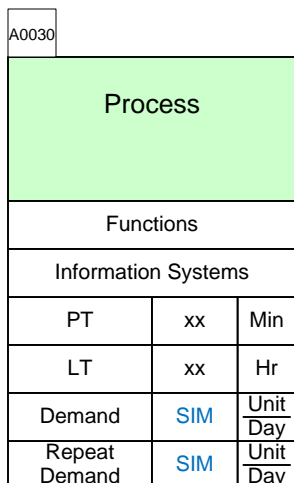 A0030
Process
Functions
Information Systems
PT xx Min
LT xx Hr
Demand SIM Unit
Day
Repeat
Demand SIM Unit
Day